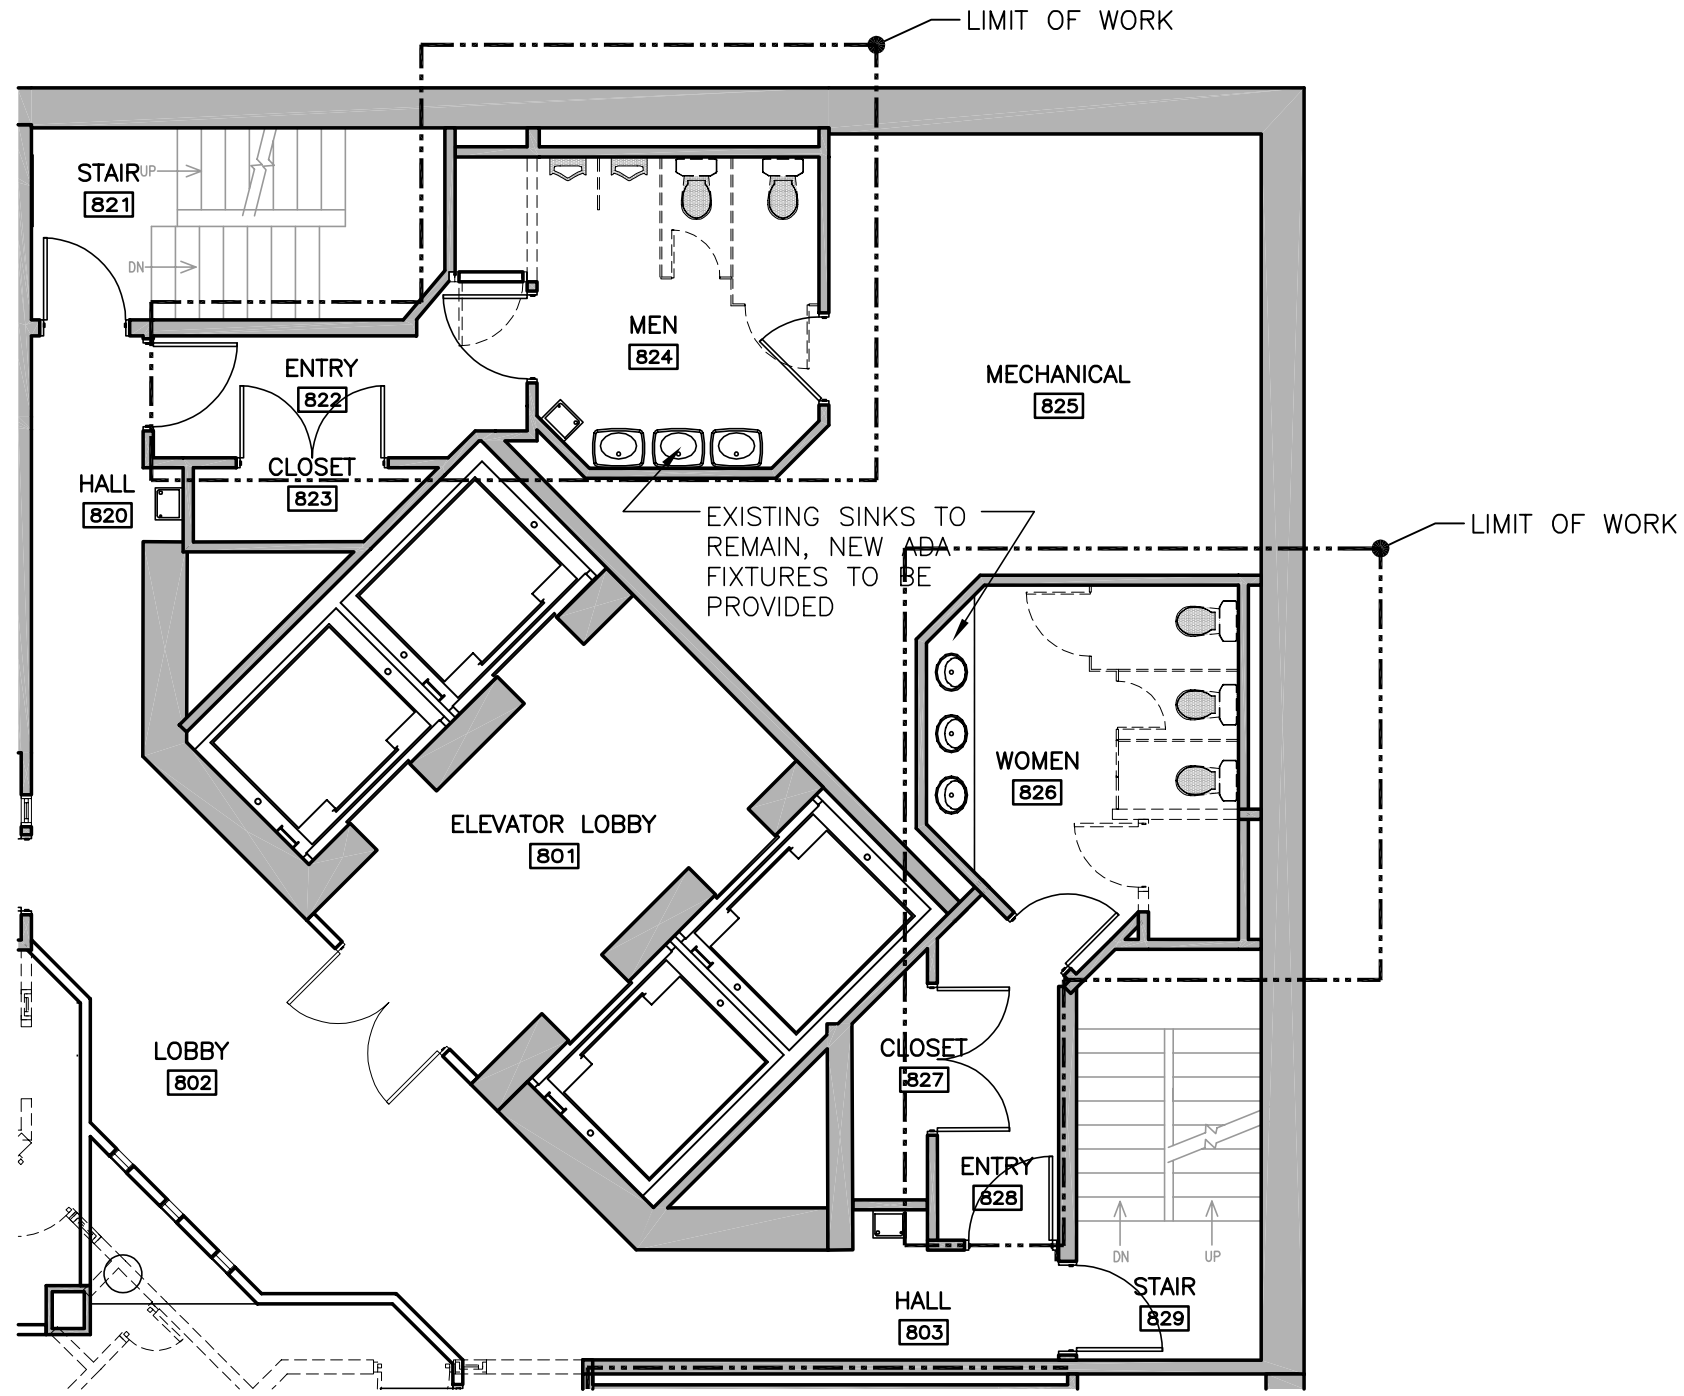 LIMIT OF WORK
STAIR
821
UP
DN
MEN
824
ENTRY
822
MECHANICAL
825
HALL
820
CLOSET
823
EXISTING SINKS TO
REMAIN, NEW ADA
FIXTURES TO BE
PROVIDED
LIMIT OF WORK
WOMEN
826
ELEVATOR LOBBY
801
LOBBY
802
CLOSET
827
ENTRY
828
DN
UP
STAIR
829
HALL
803